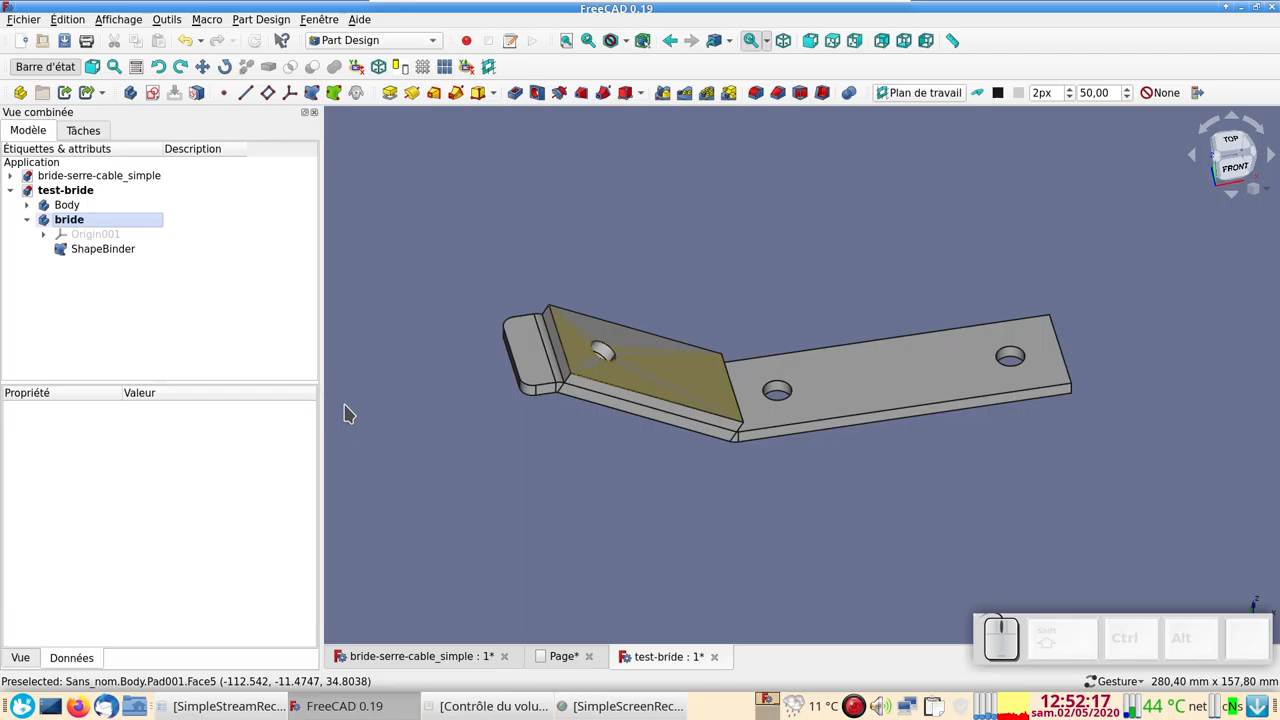 FreeCAD 0.19
Fichier Édition Affichage Outils Macro Part Design Fenêtre Aide
Part Design
Barre d'état
Plan de travail 2px 50,00 None
Vue combinée
Modèle Tâches
Étiquettes & attributs Description
Application
bride-serre-cable_simple
test-bride
Body
bride
Origin001
ShapeBinder
TOP
FRONT
Propriété Valeur
Shift Ctrl Alt
Vue Données
bride-serre-cable_simple : 1* Page* test-bride : 1*
Preselected: Sans_nom.Body.Pad001.Face5 (-112.542, -11.4747, 34.8038) Gesture 280,40 mm x 157,80 mm
[SimpleStreamRec... FreeCAD 0.19 [Contrôle du volu... [SimpleScreenRec... 11 °C 12:52:17 44 °C net cNs
sam.02/05/2020